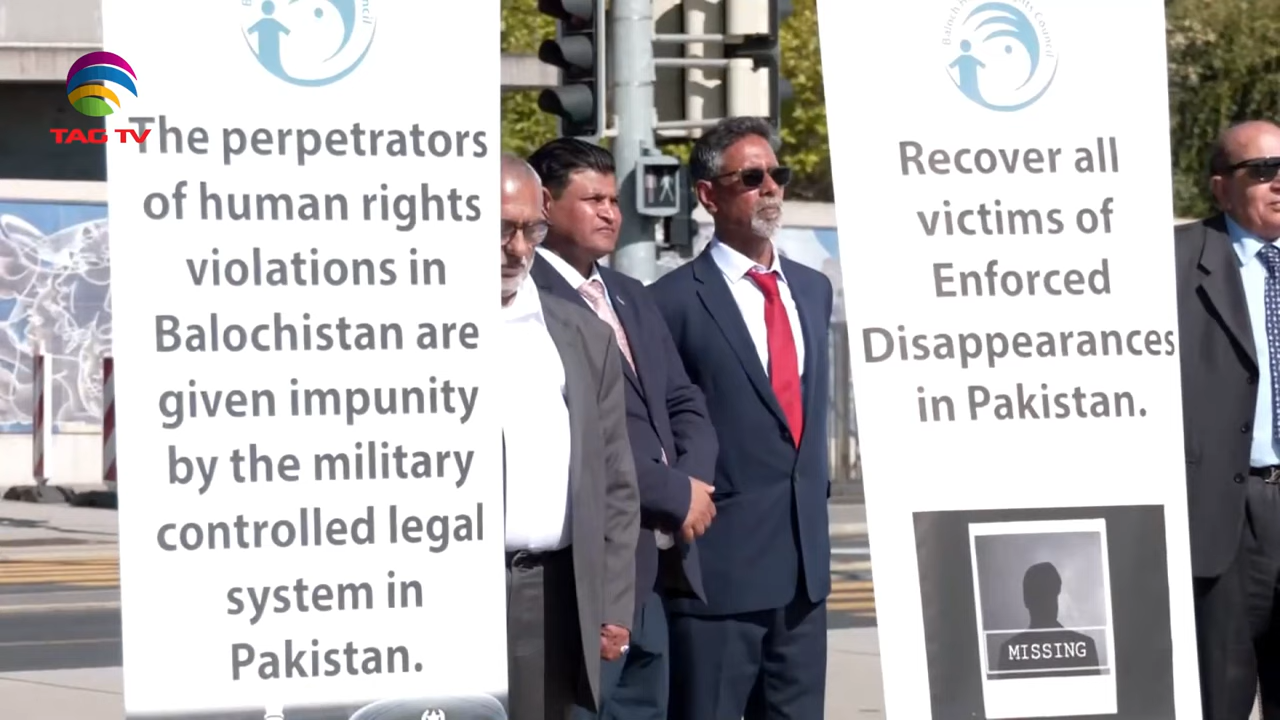 TAG TV
The perpetrators
of human rights
violations in
Balochistan are
given impunity
by the military
controlled legal
system in
Pakistan.
Recover all
victims of
Enforced
Disappearances
in Pakistan.
MISSING